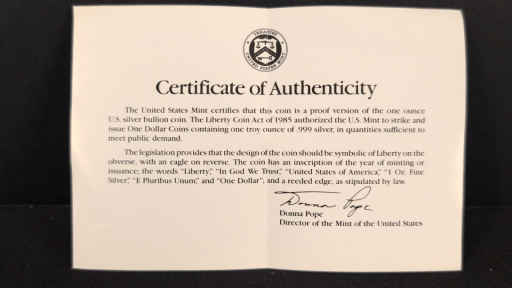 Certificate of Authenticity
The United States Mint certifies that this coin is a proof version of the one ounce
U.S. silver bullion coin. The Liberty Coin Act of 1985 authorized the U.S. Mint to strike and
issue One Dollar Coins containing one troy ounce of .999 silver, in quantities sufficient to
meet public demand.
The legislation provides that the design of the coin should be symbolic of Liberty on the
obverse, with an eagle on reverse. The coin has an inscription of the year of minting or
issuance; the words "Liberty," "In God We Trust," "United States of America," "1 Oz. Fine
Silver," "E Pluribus Unum," and "One Dollar"; and a reeded edge, as stipulated by law.
Donna Pope
Donna Pope
Director of the Mint of the United States